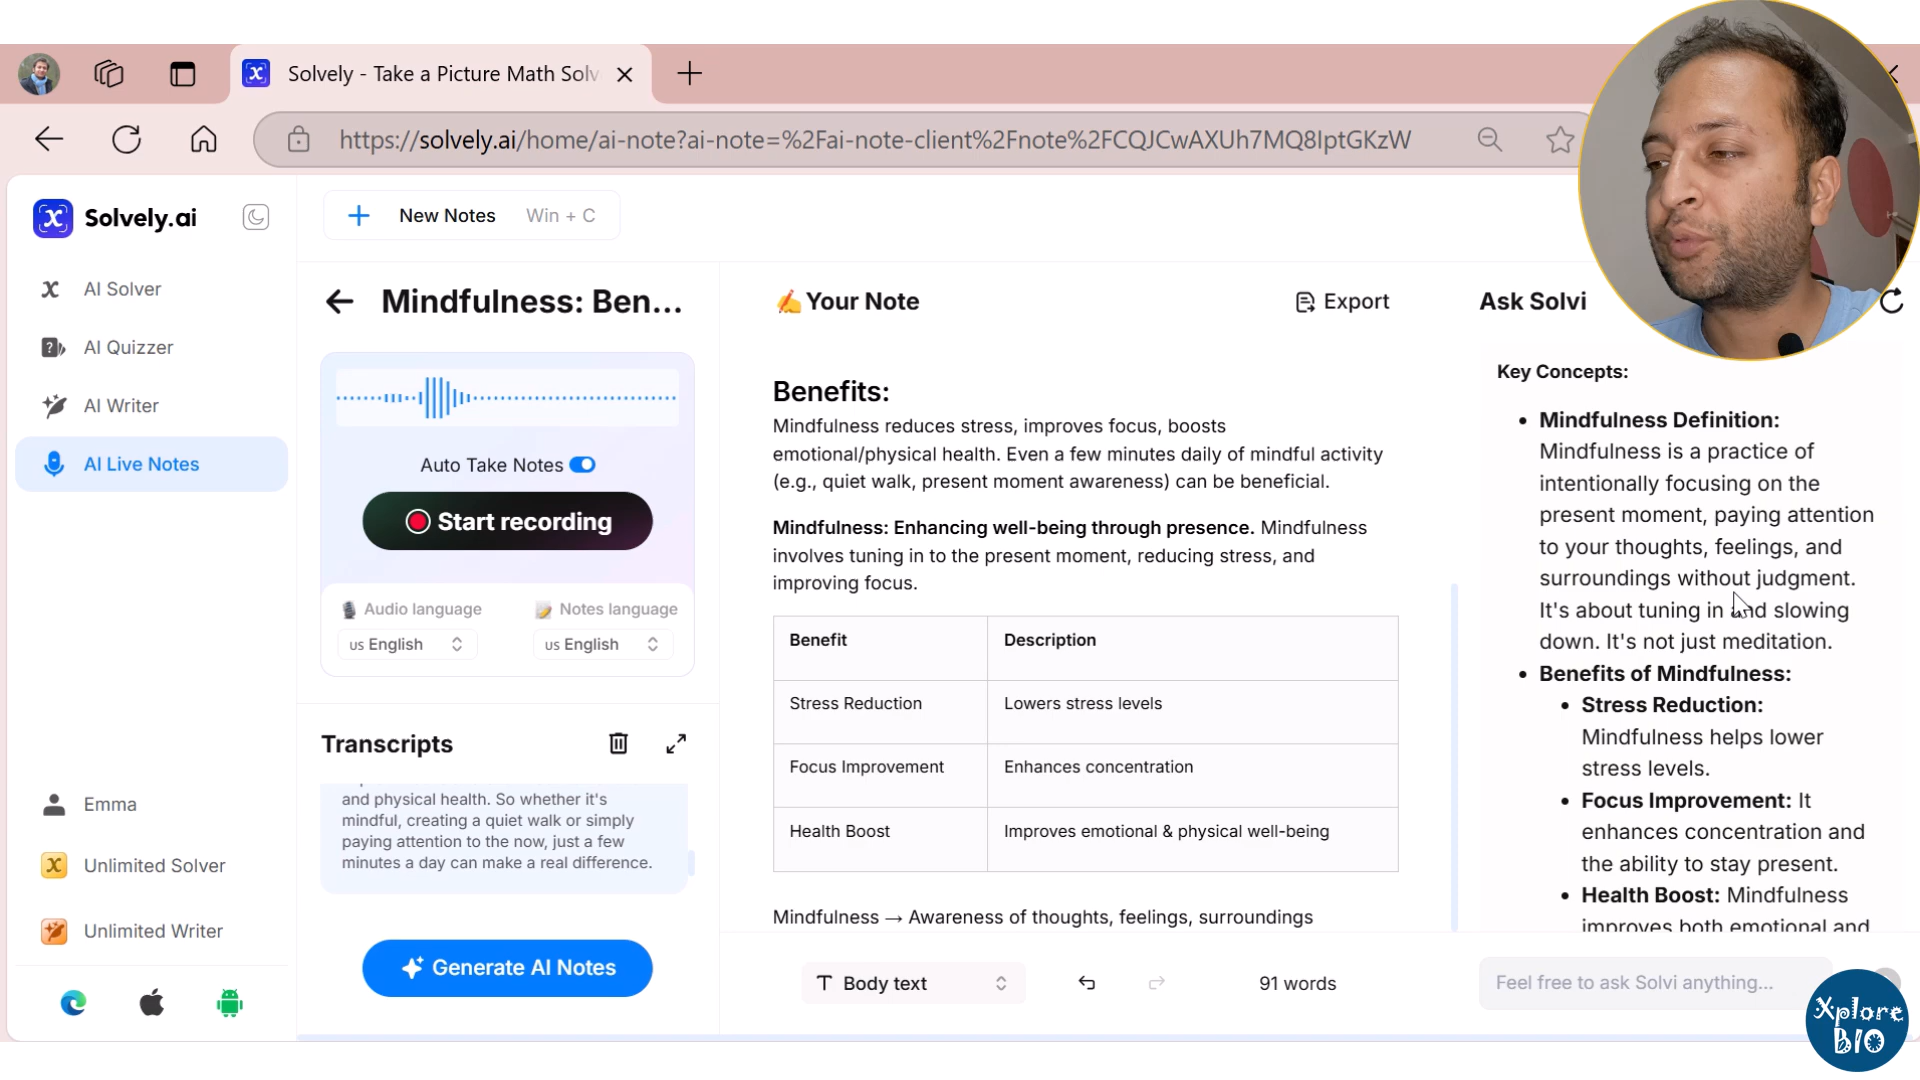 Solvely - Take a Picture Math Solv
https://solvely.ai/home/ai-note?ai-note=%2Fai-note-client%2Fnote%2FCQJCwAXUh7MQ8IptGKzW
Solvely.ai
AI Solver
AI Quizzer
AI Writer
AI Live Notes
Emma
Unlimited Solver
Unlimited Writer
New Notes Win + C
Mindfulness: Ben...
Auto Take Notes
Start recording
Audio language
Notes language
US English
US English
Transcripts
and physical health. So whether it's
mindful, creating a quiet walk or simply
paying attention to the now, just a few
minutes a day can make a real difference.
Generate AI Notes
✍️Your Note
Export
Benefits:
Mindfulness reduces stress, improves focus, boosts
emotional/physical health. Even a few minutes daily of mindful activity
(e.g., quiet walk, present moment awareness) can be beneficial.
Mindfulness: Enhancing well-being through presence. Mindfulness
involves tuning in to the present moment, reducing stress, and
improving focus.
Benefit Description
Stress Reduction Lowers stress levels
Focus Improvement Enhances concentration
Health Boost Improves emotional & physical well-being
Mindfulness → Awareness of thoughts, feelings, surroundings
Body text
91 words
Ask Solvi
Key Concepts:
• Mindfulness Definition:
Mindfulness is a practice of
intentionally focusing on the
present moment, paying attention
to your thoughts, feelings, and
surroundings without judgment.
It's about tuning in and slowing
down. It's not just meditation.
• Benefits of Mindfulness:
• Stress Reduction:
Mindfulness helps lower
stress levels.
• Focus Improvement: It
enhances concentration and
the ability to stay present.
• Health Boost: Mindfulness
improves both emotional and
Feel free to ask Solvi anything...
Xplore
BIO